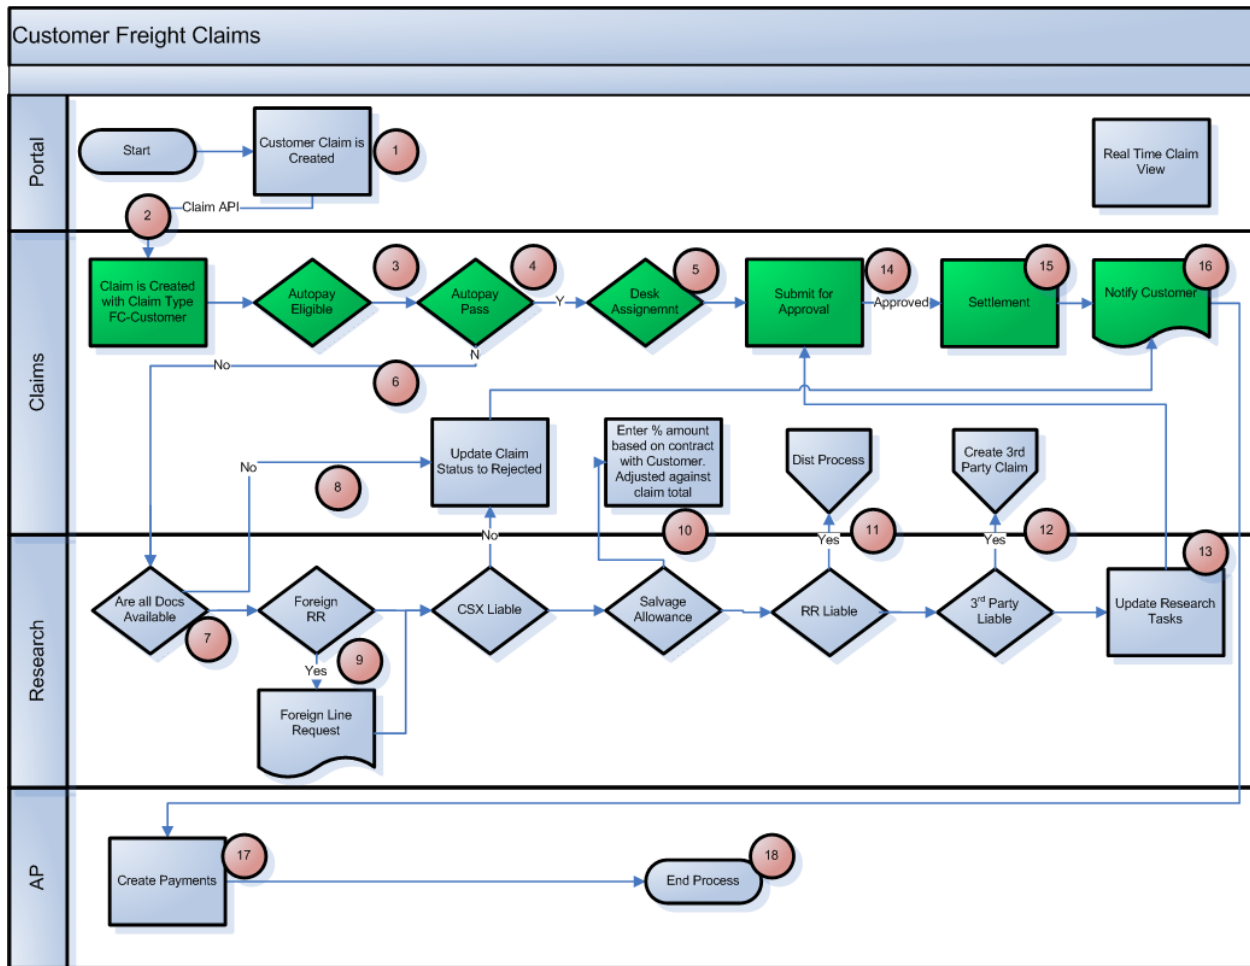 Customer Freight Claims
Portal
Start
Customer Claim is
Created
1
Real Time Claim
View
2
Claim API
Claims
Claim is Created
with Claim Type
FC-Customer
Autopay
Eligible
3
Autopay
Pass
4
Y
Desk
Assignemnt
5
Submit for
Approval
14
Approved
Settlement
15
Notify Customer
16
N
No
6
No
8
Update Claim
Status to Rejected
Enter % amount
based on contract
with Customer.
Adjusted against
claim total
Dist Process
Create 3rd
Party Claim
No
10
Yes
11
Yes
12
13
Research
Are all Docs
Available
7
Foreign
RR
Yes
9
Foreign Line
Request
CSX Liable
Salvage
Allowance
RR Liable
3rd Party
Liable
Update Research
Tasks
AP
Create Payments
17
End Process
18